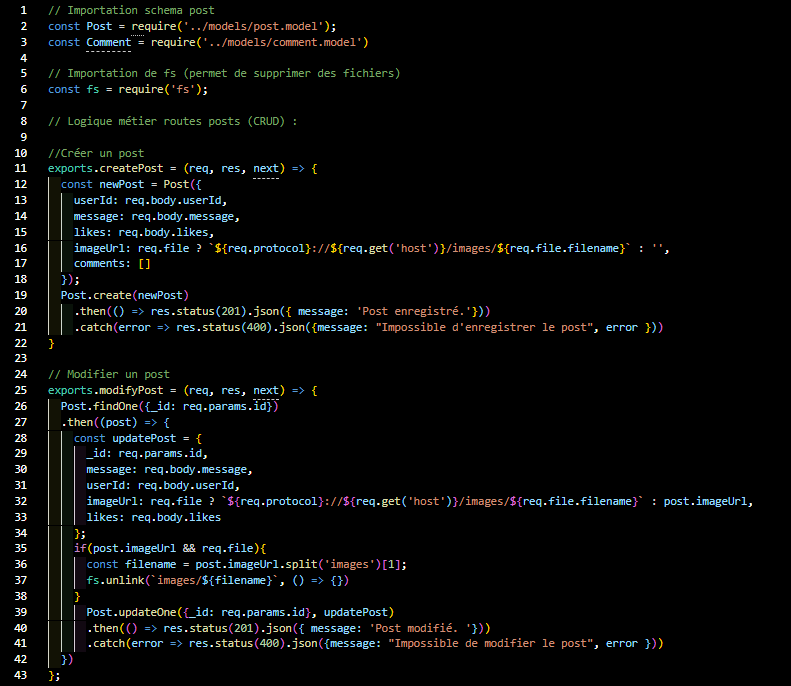 1 // Importation schema post
2 const Post = require('../models/post.model');
3 const Comment = require('../models/comment.model')
4
5 // Importation de fs (permet de supprimer des fichiers)
6 const fs = require('fs');
7
8 // Logique métier routes posts (CRUD) :
9
10 //Créer un post
11 exports.createPost = (req, res, next) => {
12 const newPost = Post({
13 userId: req.body.userId,
14 message: req.body.message,
15 likes: req.body.likes,
16 imageUrl: req.file ? `${req.protocol}://${req.get('host')}/images/${req.file.filename}` : '',
17 comments: []
18 });
19 Post.create(newPost)
20 .then(() => res.status(201).json({ message: 'Post enregistré.'}))
21 .catch(error => res.status(400).json({message: "Impossible d'enregistrer le post", error }))
22 }
23
24 // Modifier un post
25 exports.modifyPost = (req, res, next) => {
26 Post.findOne({_id: req.params.id})
27 .then((post) => {
28 const updatePost = {
29 _id: req.params.id,
30 message: req.body.message,
31 userId: req.body.userId,
32 imageUrl: req.file ? `${req.protocol}://${req.get('host')}/images/${req.file.filename}` : post.imageUrl,
33 likes: req.body.likes
34 };
35 if(post.imageUrl && req.file){
36 const filename = post.imageUrl.split('images')[1];
37 fs.unlink(`images/${filename}`, () => {})
38 }
39 Post.updateOne({_id: req.params.id}, updatePost)
40 .then(() => res.status(201).json({ message: 'Post modifié. '}))
41 .catch(error => res.status(400).json({message: "Impossible de modifier le post", error }))
42 })
43 };